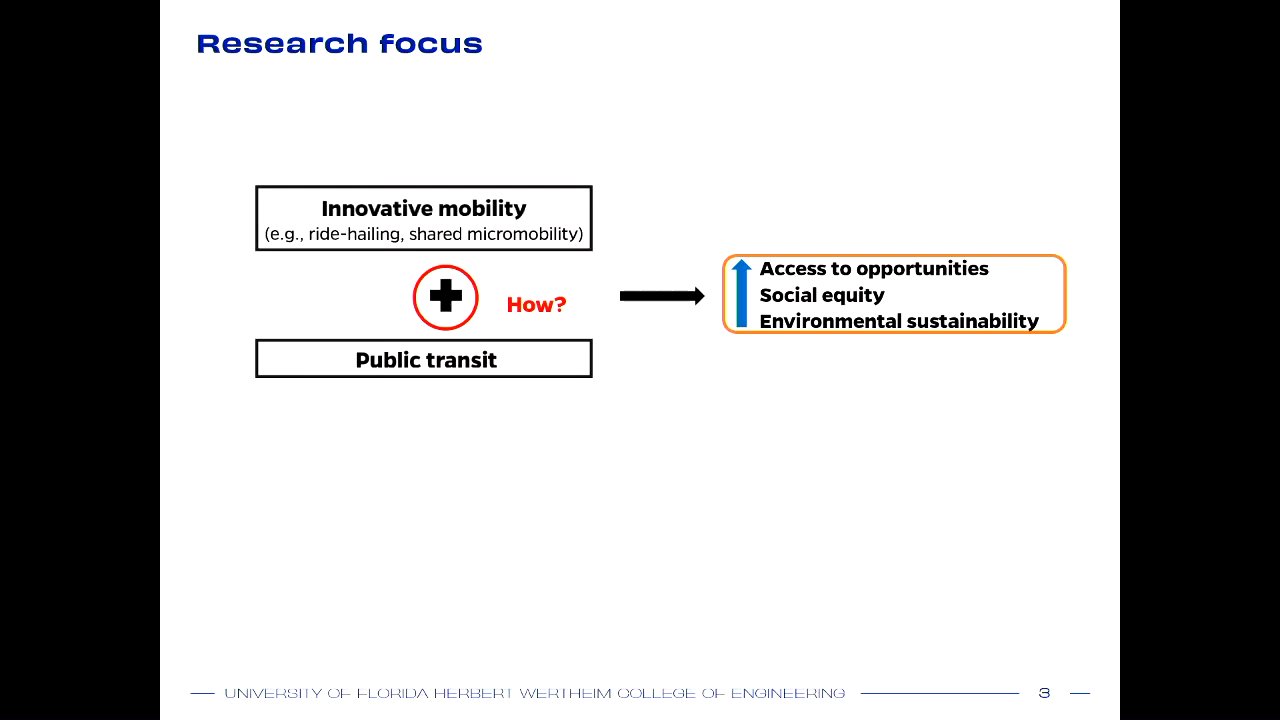 Research focus
Innovative mobility
(e.g., ride-hailing, shared micromobility)
How?
Public transit
Access to opportunities
Social equity
Environmental sustainability
UNIVERSITY OF FLORIDA HERBERT WERTHEIM COLLEGE OF ENGINEERING
3